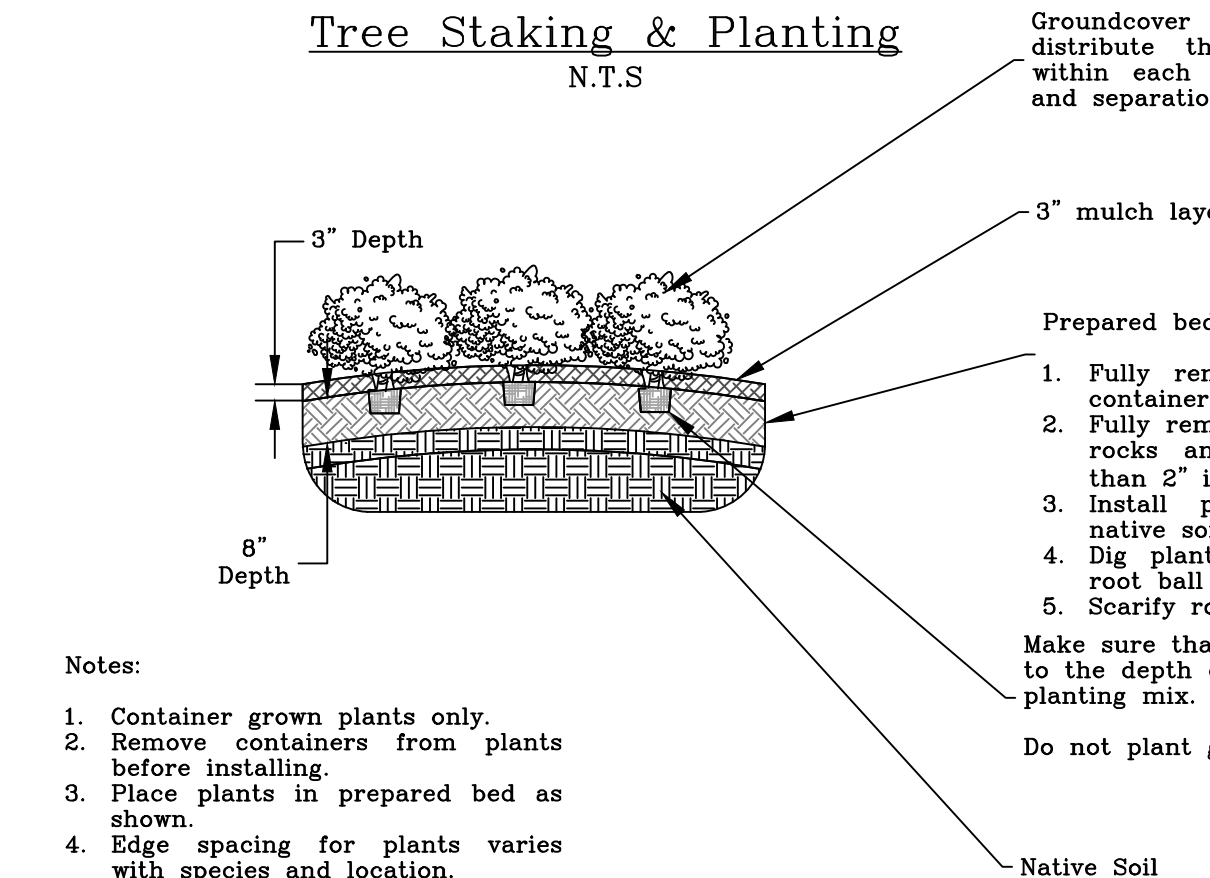 Tree Staking & Planting
N.T.S
Groundcover
distribute
within each
and
3” Depth
3” mulch
Prepared
1. Fully
container
2. Fully
rocks
than 2”
3. Install
native
4. Dig
root ball
5. Scarify
8”
Depth
Make sure
to the depth
planting mix.
Do not plant
Native Soil
Notes:
1. Container grown plants only.
2. Remove containers from plants
before installing.
3. Place plants in prepared bed as
shown.
4. Edge spacing for plants varies
with species and location.